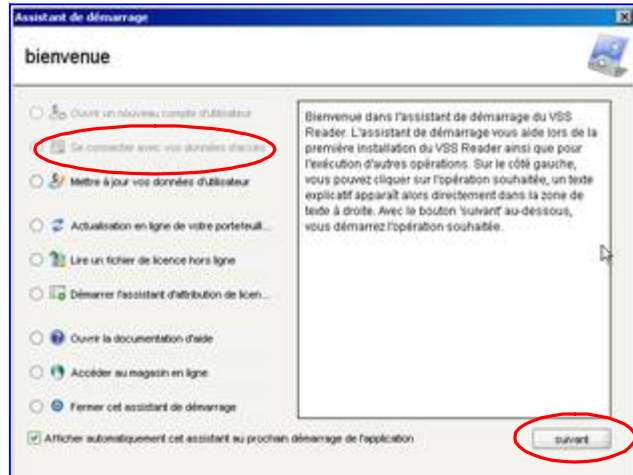 Assistant de démarrage
bienvenue
Ouvrir un nouveau compte d'utilisateur
Se connecter avec vos données d'accès
Mettre à jour vos données d'utilisateur
Actualisation en ligne de votre portefeuill...
Lire un fichier de licence hors ligne
Démarrer l'assistant d'attribution de licen...
Ouvrir la documentation d'aide
Accéder au magasin en ligne
Fermer cet assistant de démarrage
Bienvenue dans l'assistant de démarrage du VSS
Reader. L'assistant de démarrage vous aide lors de la
première installation du VSS Reader ainsi que pour
l'exécution d'autres opérations. Sur le côté gauche,
vous pouvez cliquer sur l'opération souhaitée, un texte
explicatif apparaît alors directement dans la zone de
texte à droite. Avec le bouton 'suivant' au-dessous,
vous démarrez l'opération souhaitée.
Afficher automatiquement cet assistant au prochain démarrage de l'application
suivant